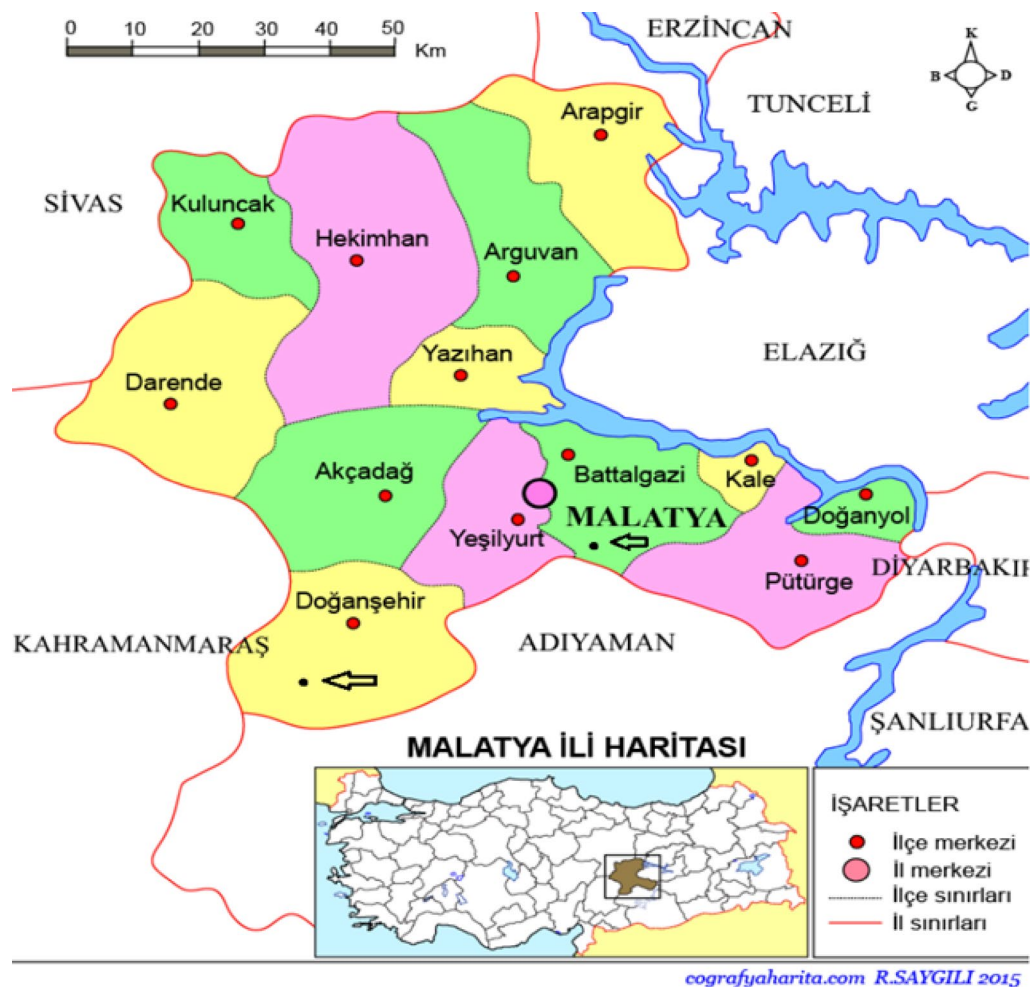 0 10 20 30 40 50
Km
ERZİNCAN
K
B D
G
TUNCELİ
Arapgir
SİVAS
Kuluncak
Hekimhan
Arguvan
ELAZIĞ
Yazıhan
Darende
Akçadağ
Battalgazi
Kale
MALATYA
Doğanyol
Yeşilyurt
DİYARBAKIR
Pütürge
Doğanşehir
KAHRAMANMARAŞ
ADIYAMAN
ŞANLIURFA
MALATYA İLİ HARİTASI
İŞARETLER
İlçe merkezi
İl merkezi
İlçe sınırları
İl sınırları
cografyaharita.com R.SAYGILI 2015